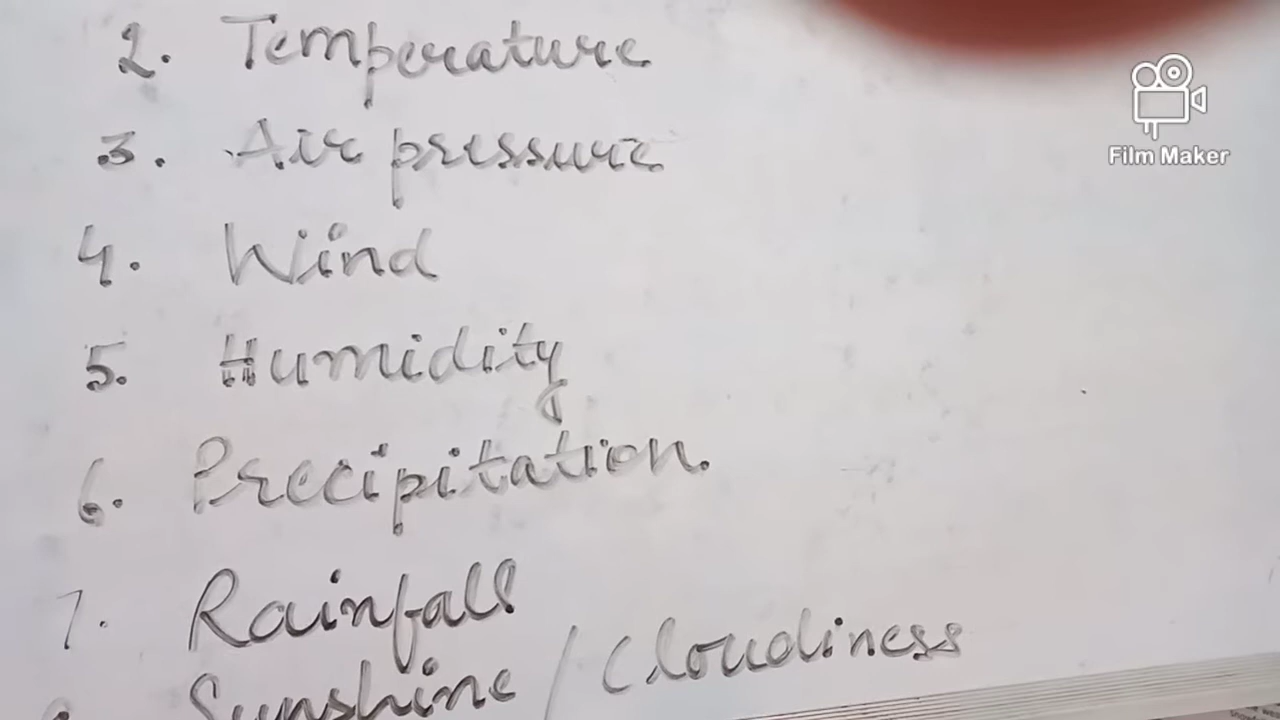 2. Temperature
Film Maker
3. Air pressure
4. Wind
5. Humidity
6. Precipitation.
7. Rainfall
Sunshine / Cloudiness